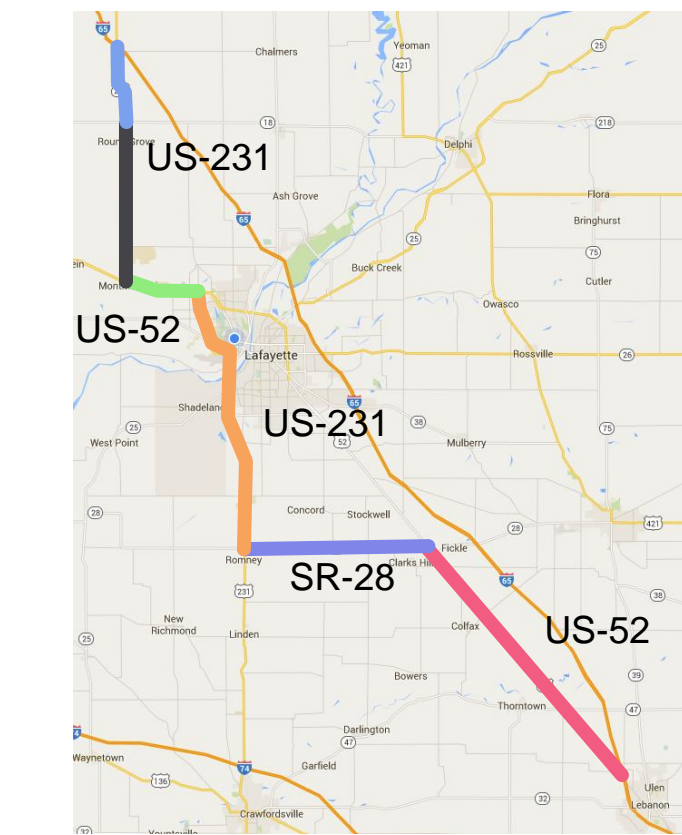 65
Chalmers
Yeoman
25
421
18
218
Delphi
US-231
Ash Grove
Flora
65
Bringhurst
25
75
Buck Creek
Cutler
Owasco
US-52
Lafayette
Rossville
26
65
Shadeland
US-231
38
75
25
52
West Point
Mulberry
28
Concord
Stockwell
28
421
Fickle
Romney
Clarks Hill
SR-28
65
231
38
New
Richmond
Linden
Colfax
US-52
25
Bowers
39
Thorntown
47
Darlington
47
Waynetown
Garfield
74
136
32
Ulen
Lebanon
Crawfordsville
32